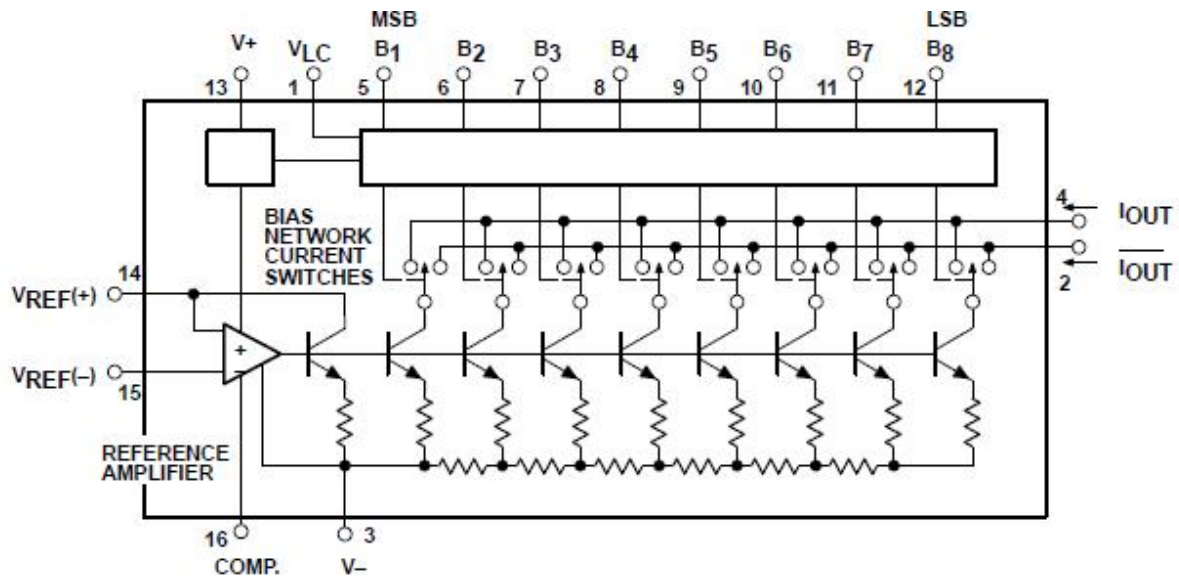 MSB
LSB
V+
VLC
B1
B2
B3
B4
B5
B6
B7
B8
13
1
5
6
7
8
9
10
11
12
4
IOUT
BIAS
NETWORK
CURRENT
SWITCHES
IOUT
2
14
VREF(+)
+
−
VREF(–)
15
REFERENCE
AMPLIFIER
16
3
COMP.
V–